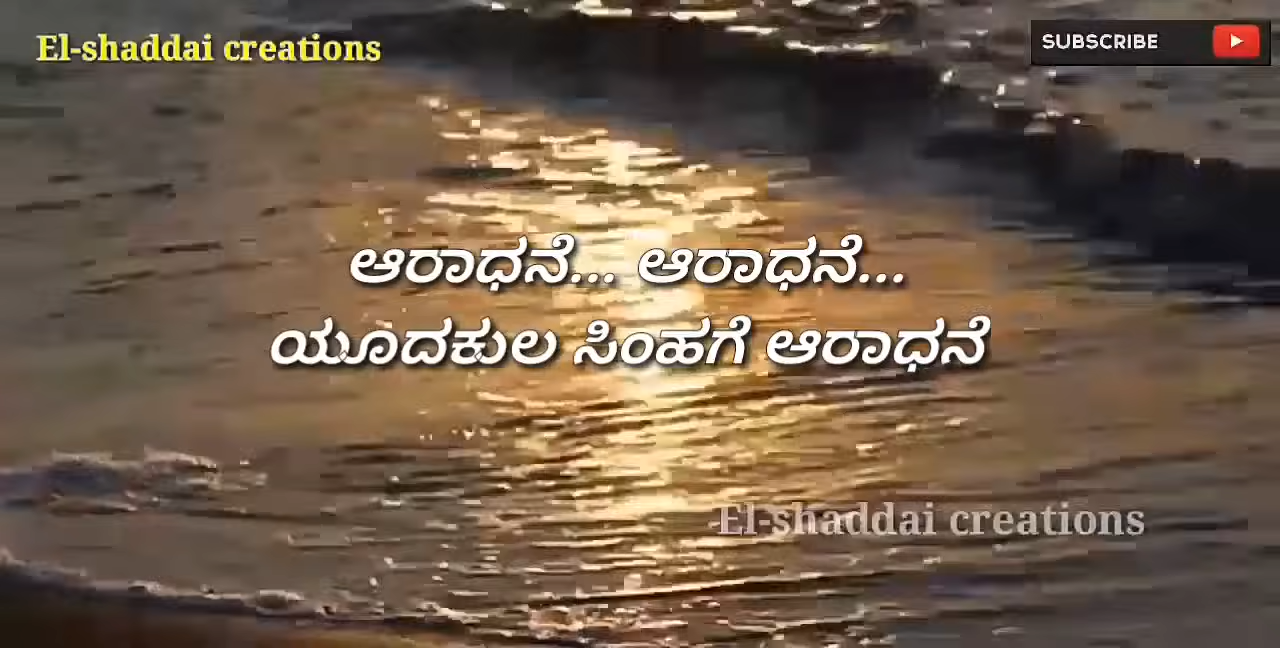 El-shaddai creations
SUBSCRIBE
ಆರಾಧನೆ... ಆರಾಧನೆ...
ಯೂದಕುಲ ಸಿಂಹಗೆ ಆರಾಧನೆ
El-shaddai creations